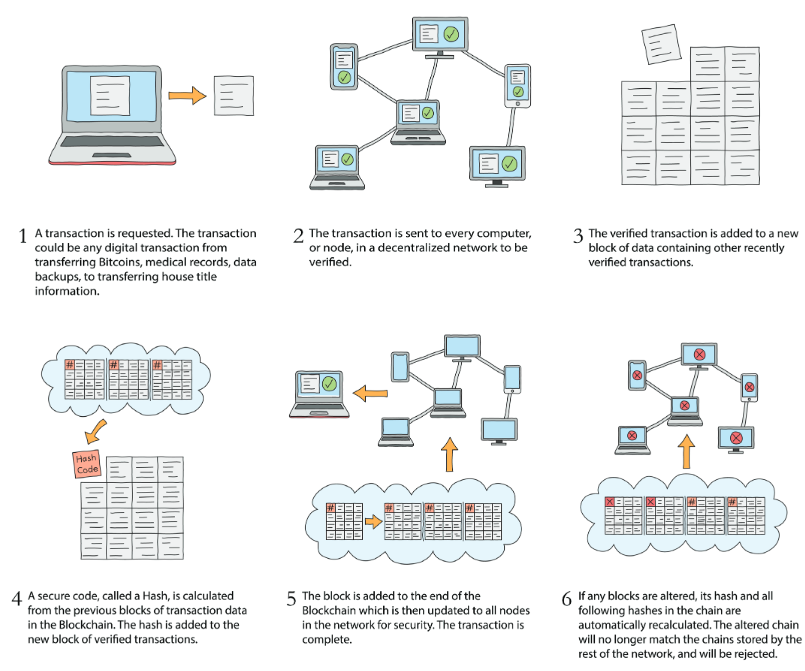 1 A transaction is requested. The transaction
could be any digital transaction from
transferring Bitcoins, medical records, data
backups, to transferring house title
information.
2 The transaction is sent to every computer,
or node, in a decentralized network to be
verified.
3 The verified transaction is added to a new
block of data containing other recently
verified transactions.
# # #
Hash
Code
4 A secure code, called a Hash, is calculated
from the previous blocks of transaction data
in the Blockchain. The hash is added to the
new block of verified transactions.
# # # #
5 The block is added to the end of the
Blockchain which is then updated to all nodes
in the network for security. The transaction is
complete.
# #
6 If any blocks are altered, its hash and all
following hashes in the chain are
automatically recalculated. The altered chain
will no longer match the chains stored by the
rest of the network, and will be rejected.